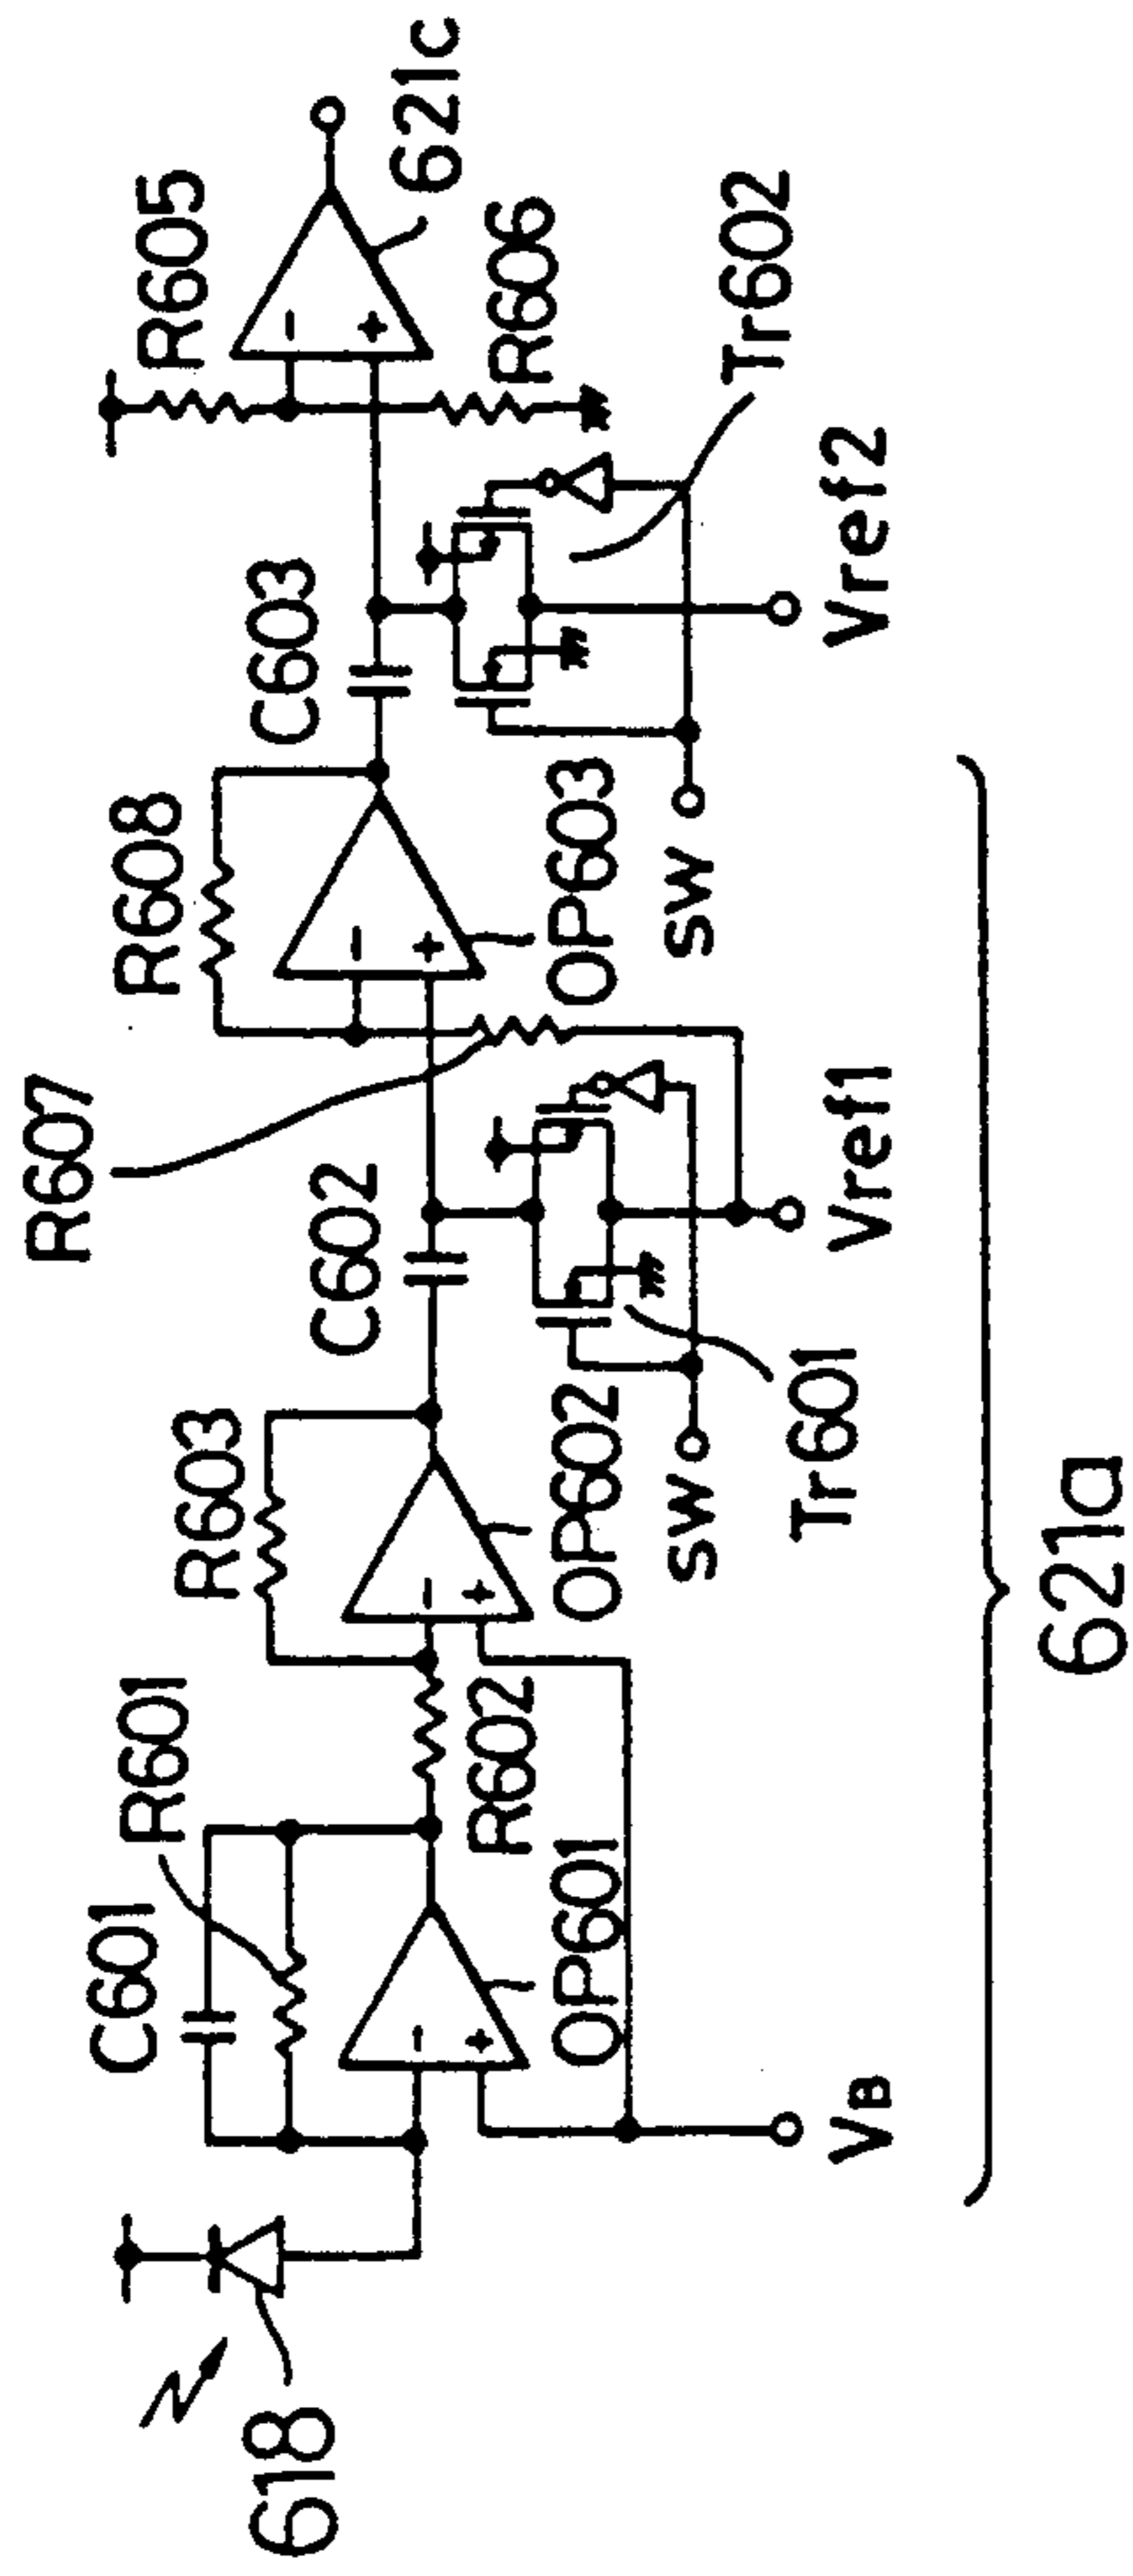 618
C601
R601
OP601
VB
R602
R603
OP602
C602
R607
SW
Tr601
Vref1
R608
OP603
C603
SW
Vref2
Tr602
R605
R606
621c
621a
- +
- +
- +
- +